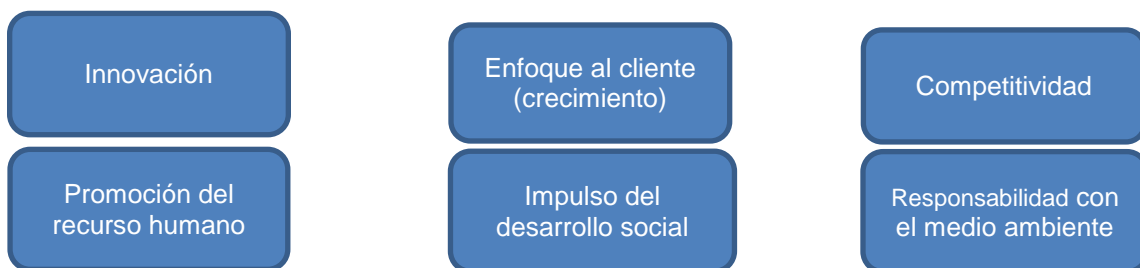 Innovación
Enfoque al cliente
(crecimiento)
Competitividad
Promoción del
recurso humano
Impulso del
desarrollo social
Responsabilidad con
el medio ambiente